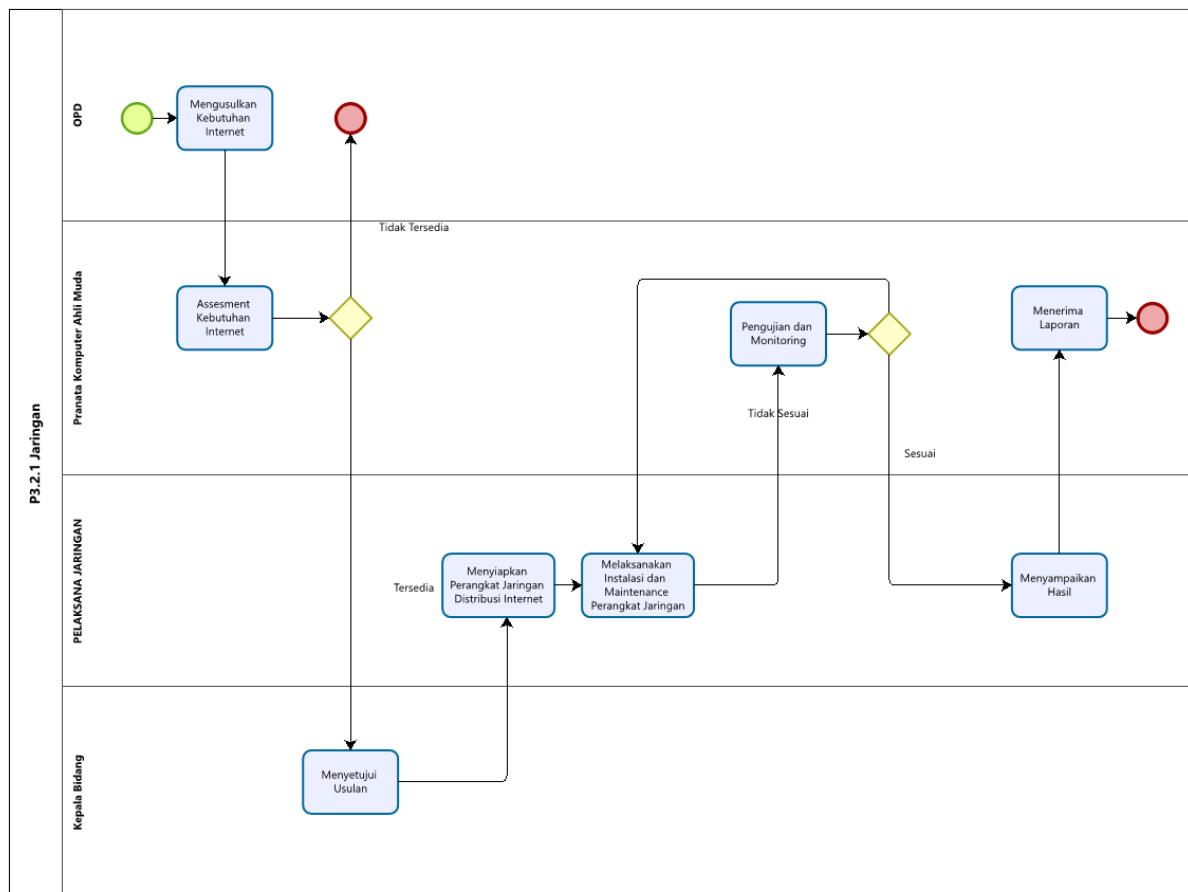 P3.2.1 Jaringan
OPD
Mengusulkan
Kebutuhan
Internet
Tidak Tersedia
Pranata Komputer Ahli Muda
Assesment
Kebutuhan
Internet
Pengujian dan
Monitoring
Tidak Sesuai
Sesuai
Menerima
Laporan
PELAKSANA JARINGAN
Tersedia
Menyiapkan
Perangkat Jaringan
Distribusi Internet
Melaksanakan
Instalasi dan
Maintenance
Perangkat Jaringan
Menyampaikan
Hasil
Kepala Bidang
Menyetujui
Usulan